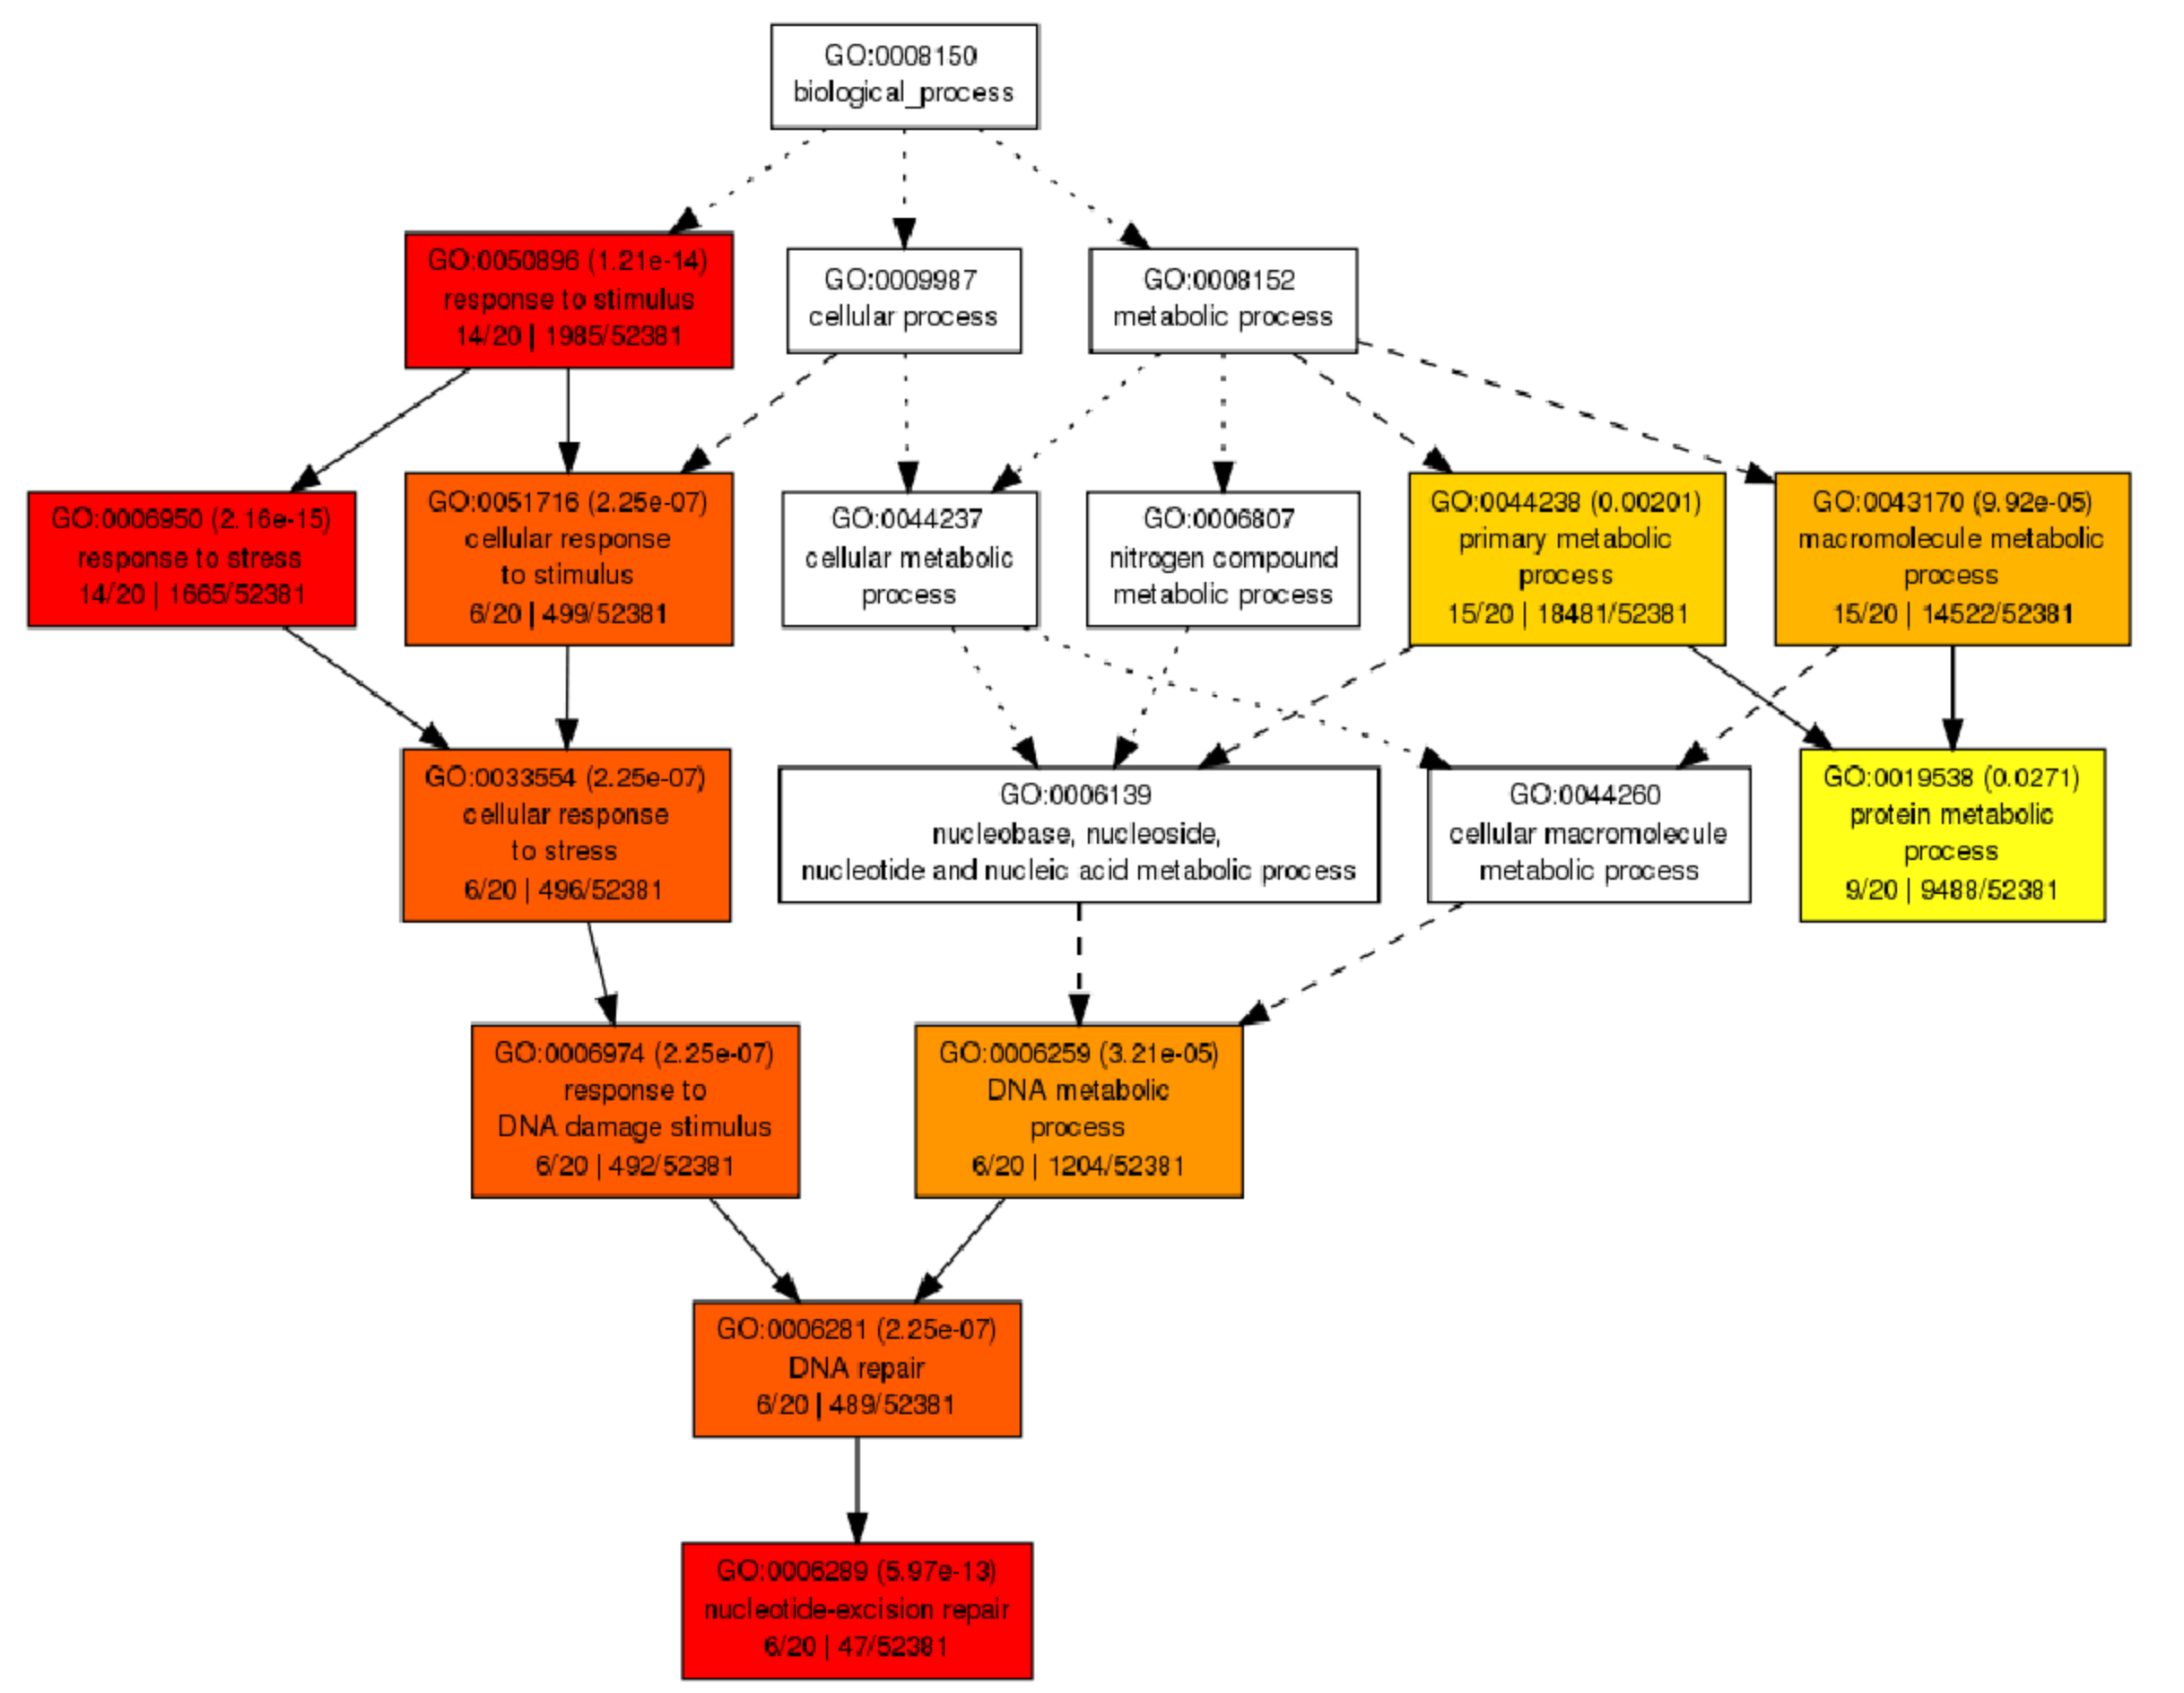 GO:0008150
biological_process
GO:0050896 (1.21e-14)
response to stimulus
14/20 | 1985/52381
GO:0009987
cellular process
GO:0008152
metabolic process
GO:0006950 (2.16e-15)
response to stress
14/20 | 1665/52381
GO:0051716 (2.25e-07)
cellular response
to stimulus
6/20 | 499/52381
GO:0044237
cellular metabolic
process
GO:0006807
nitrogen compound
metabolic process
GO:0044238 (0.00201)
primary metabolic
process
15/20 | 18481/52381
GO:0043170 (9.92e-05)
macromolecule metabolic
process
15/20 | 14522/52381
GO:0033554 (2.25e-07)
cellular response
to stress
6/20 | 496/52381
GO:0006139
nucleobase, nucleoside,
nucleotide and nucleic acid metabolic process
GO:0044260
cellular macromolecule
metabolic process
GO:0019538 (0.0271)
protein metabolic
process
9/20 | 9488/52381
GO:0006974 (2.25e-07)
response to
DNA damage stimulus
6/20 | 492/52381
GO:0006259 (3.21e-05)
DNA metabolic
process
6/20 | 1204/52381
GO:0006281 (2.25e-07)
DNA repair
6/20 | 489/52381
GO:0006289 (5.97e-13)
nucleotide-excision repair
6/20 | 47/52381